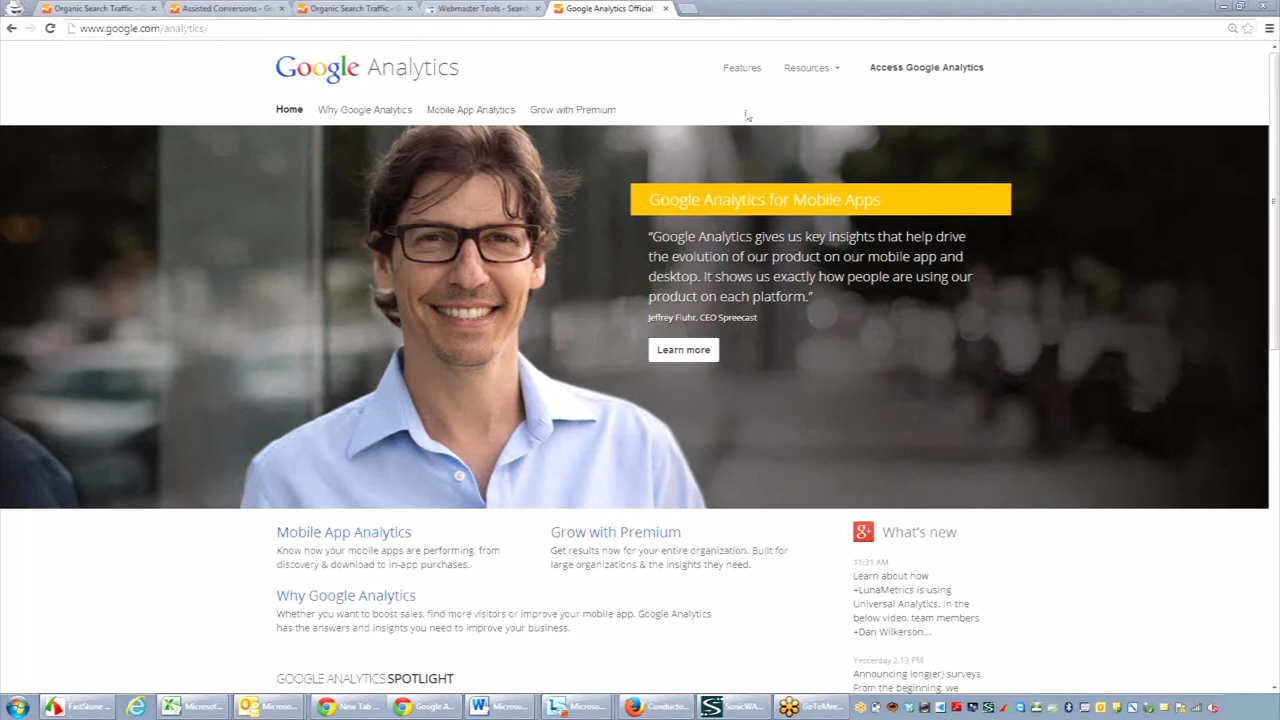 Organic Search Traffic - G
Assisted Conversions - Go
Organic Search Traffic - G
Webmaster Tools - Search
Google Analytics Official
www.google.com/analytics/
Google Analytics
Features
Resources
Access Google Analytics
Home
Why Google Analytics
Mobile App Analytics
Grow with Premium
Google Analytics for Mobile Apps
“Google Analytics gives us key insights that help drive
the evolution of our product on our mobile app and
desktop. It shows us exactly how people are using our
product on each platform.”
Jeffrey Fluhr, CEO Spreecast
Learn more
Mobile App Analytics
Know how your mobile apps are performing, from
discovery & download to in-app purchases.
Grow with Premium
Get results now for your entire organization. Built for
large organizations & the insights they need.
Why Google Analytics
Whether you want to boost sales, find more visitors or improve your mobile app, Google Analytics
has the answers and insights you need to improve your business.
GOOGLE ANALYTICS SPOTLIGHT
g+
What's new
11:31 AM
Learn about how
+LunaMetrics is using
Universal Analytics. In the
below video, team members
+Dan Wilkerson...
Yesterday 2:13 PM
Announcing long(er) surveys
From the beginning, we
FastStone ...
Microsof...
Microso...
New Tab ...
Google A...
Microso...
Microso...
Conducto...
SonicWA...
GoToMee...